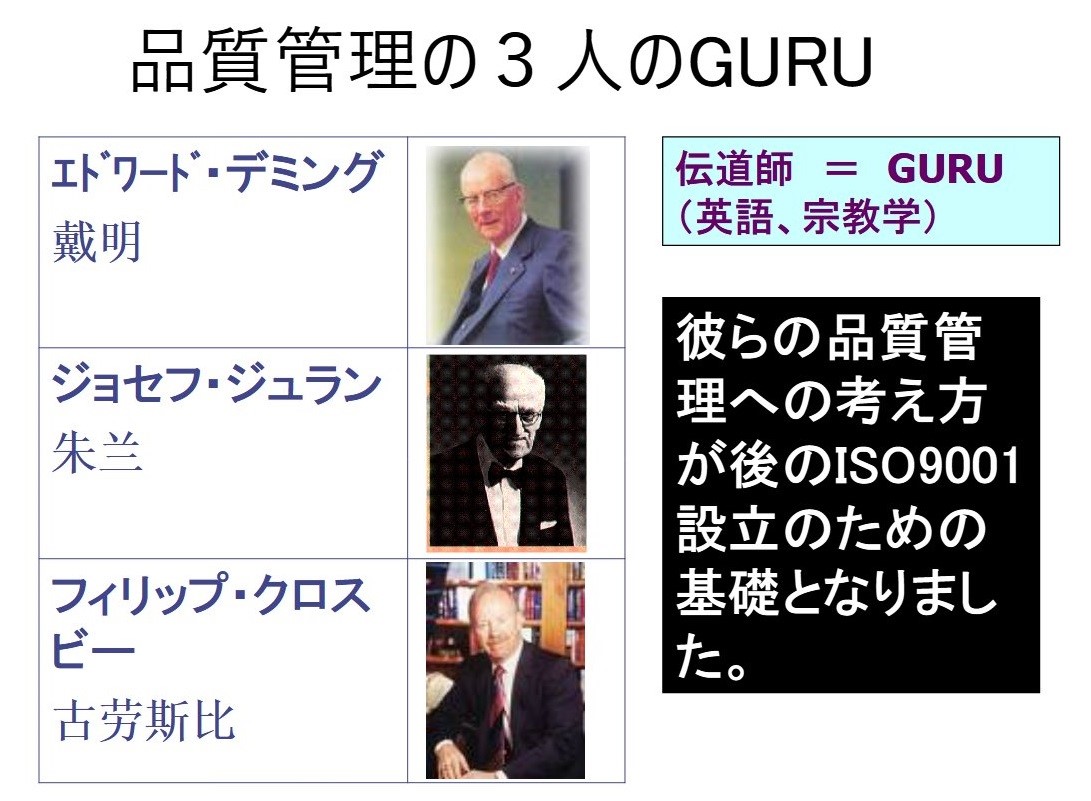 品質管理の３人のGURU
ｴﾄﾞﾜｰﾄﾞ・デミング
戴明
ジョセフ・ジュラン
朱兰
フィリップ・クロス
ビー
古劳斯比
伝道師　＝　GURU
（英語、宗教学）
彼らの品質管
理への考え方
が後のISO9001
設立のための
基礎となりまし
た。